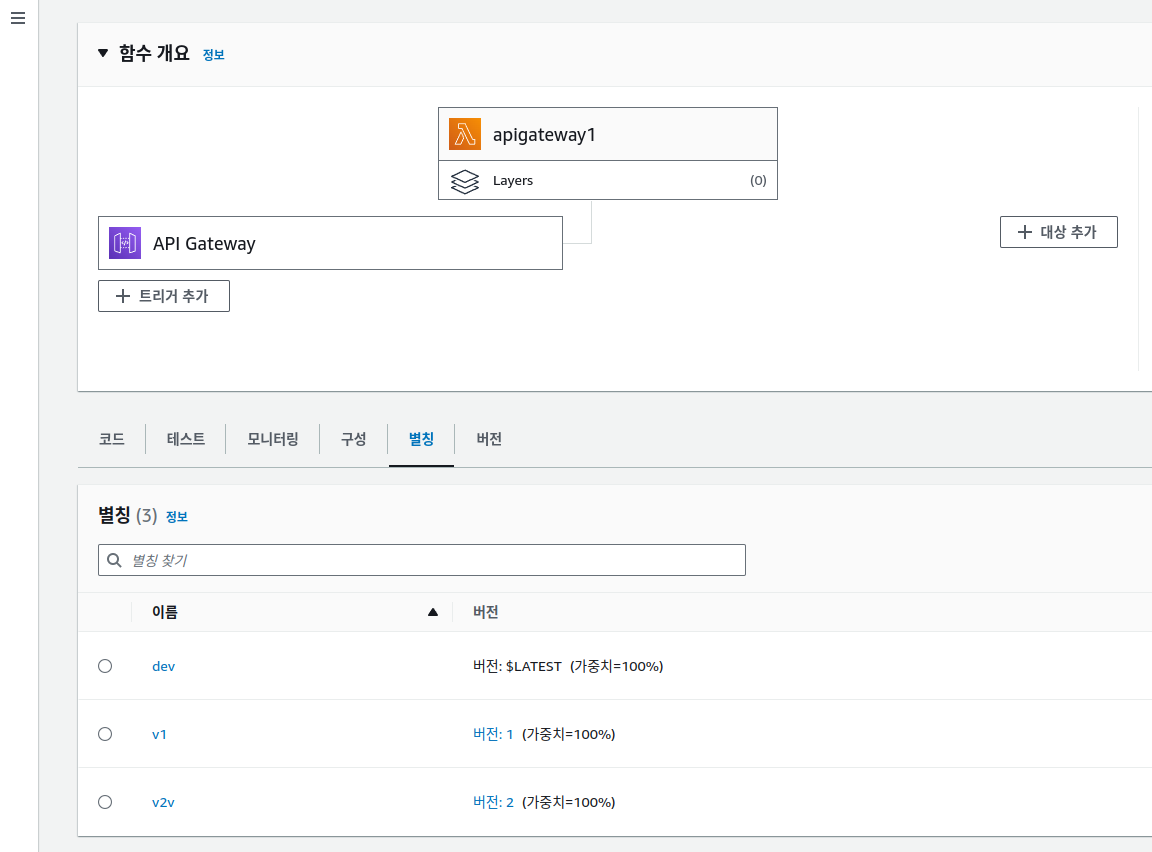 함수 개요 정보
apigateway1
Layers (0)
API Gateway
대상 추가
트리거 추가
코드 테스트 모니터링 구성 별칭 버전
별칭 (3) 정보
별칭 찾기
이름 버전
dev 버전: $LATEST (가중치=100%)
v1 버전: 1 (가중치=100%)
v2v 버전: 2 (가중치=100%)